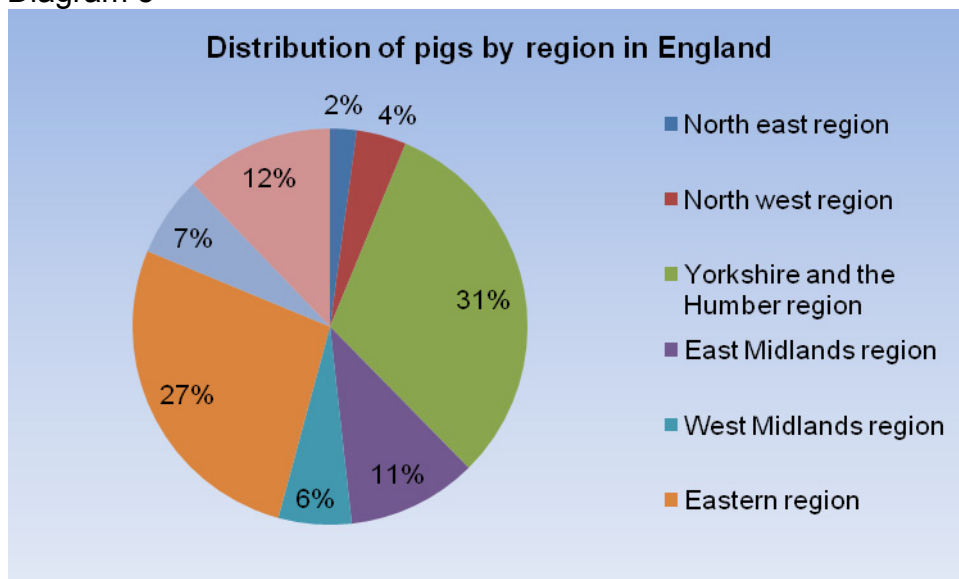 Diagram
Distribution of pigs by region in England
2%
4%
12%
7%
31%
27%
11%
6%
North east region
North west region
Yorkshire and the
Humber region
East Midlands region
West Midlands region
Eastern region